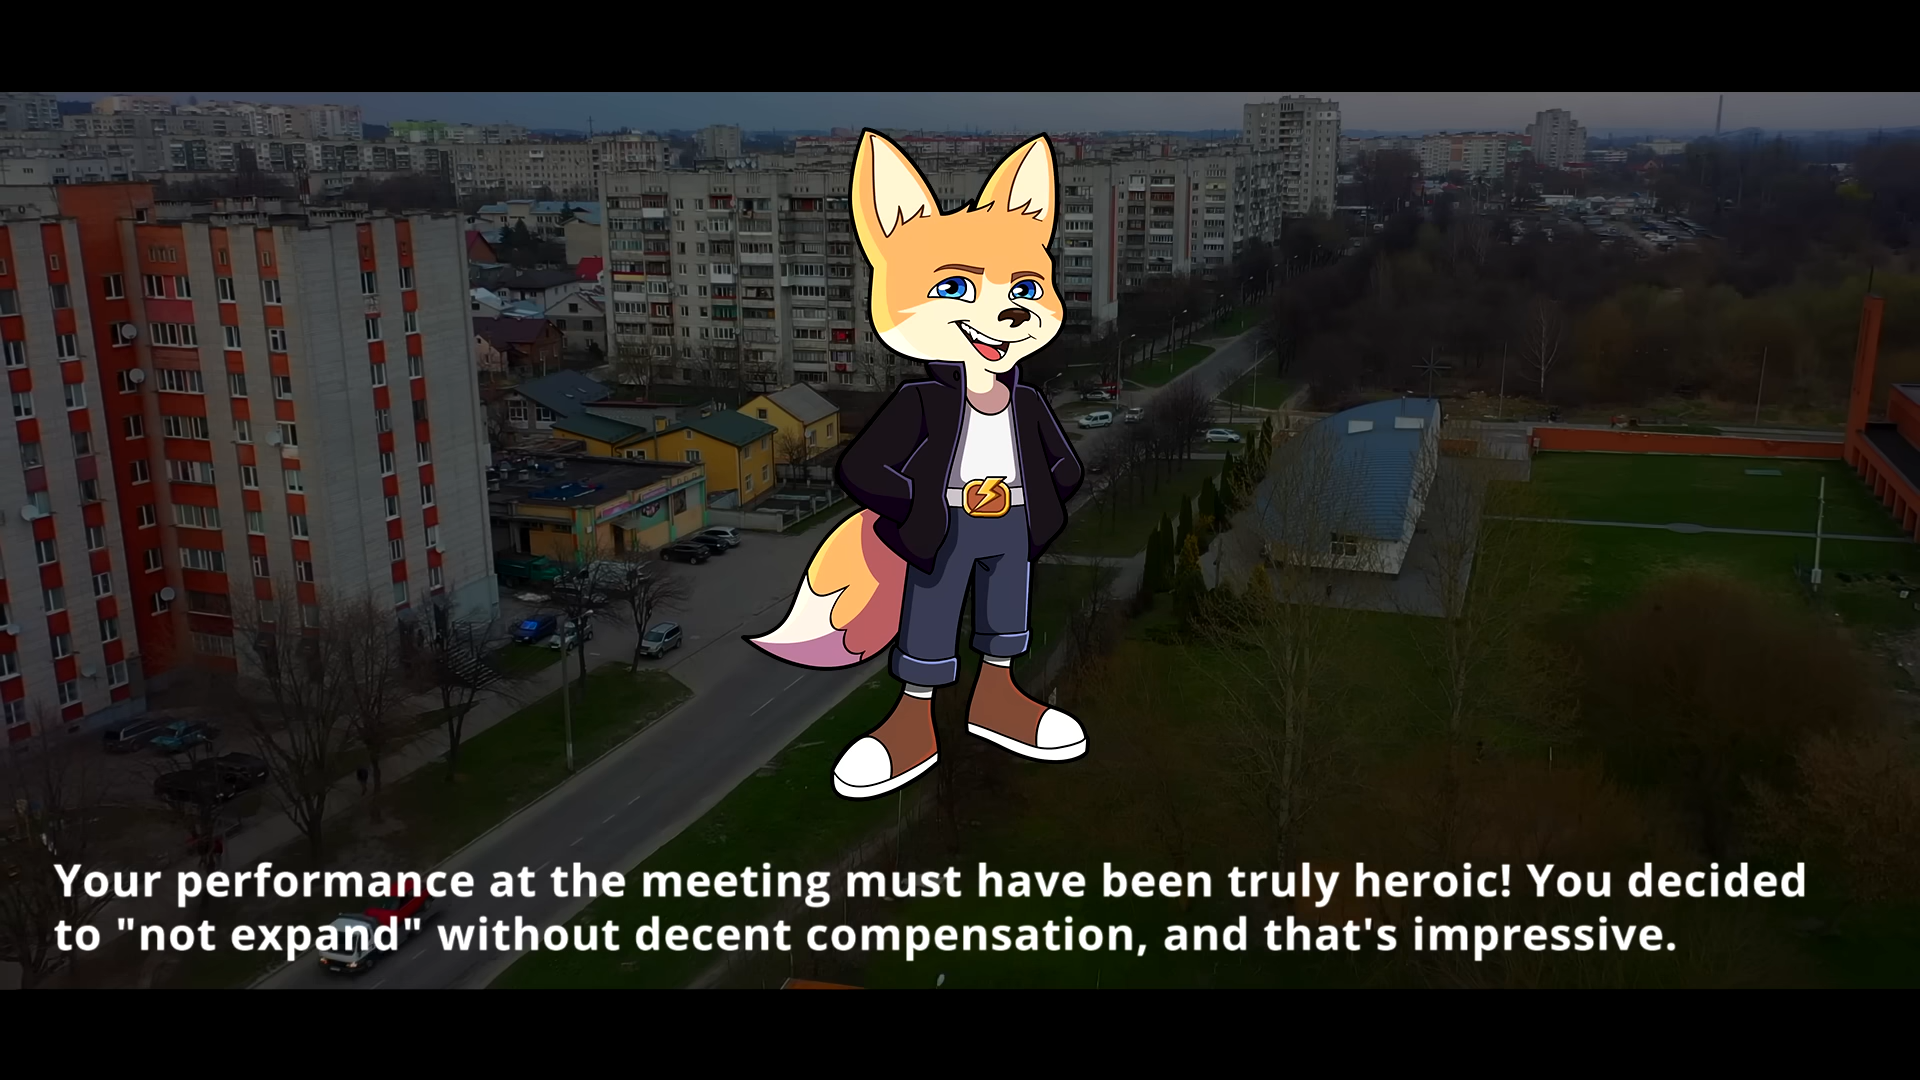 Your performance at the meeting must have been truly heroic! You decided
to "not expand" without decent compensation, and that's impressive.